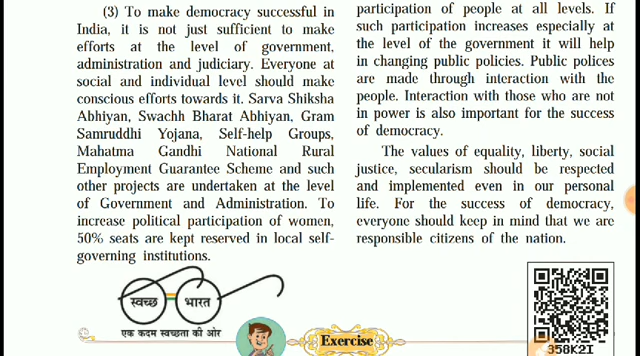 (3) To make democracy successful in
India, it is not just sufficient to make
efforts at the level of government,
administration and judiciary. Everyone at
social and individual level should make
conscious efforts towards it. Sarva Shiksha
Abhiyan, Swachh Bharat Abhiyan, Gram
Samruddhi Yojana, Self-help Groups,
Mahatma Gandhi National Rural
Employment Guarantee Scheme and such
other projects are undertaken at the level
of Government and Administration. To
increase political participation of women,
50% seats are kept reserved in local self-
governing institutions.
स्वच्छ भारत
एक कदम स्वच्छता की ओर
participation of people at all levels. If
such participation increases especially at
the level of the government it will help
in changing public policies. Public polices
are made through interaction with the
people. Interaction with those who are not
in power is also important for the success
of democracy.
The values of equality, liberty, social
justice, secularism should be respected
and implemented even in our personal
life. For the success of democracy,
everyone should keep in mind that we are
responsible citizens of the nation.
358K2I
Exercise